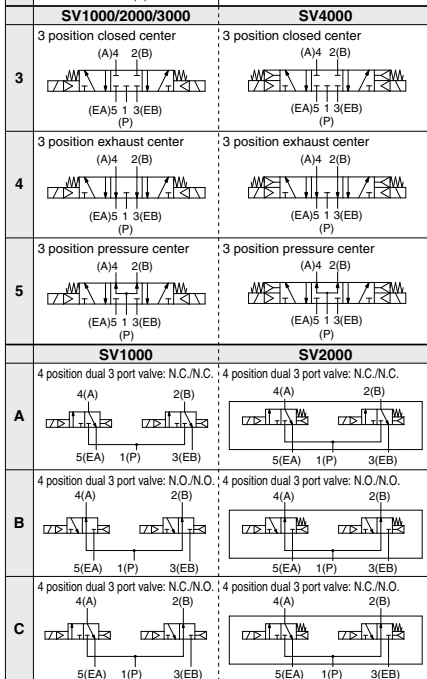 SV1000/2000/3000 SV4000
3
3 position closed center 3 position closed center
(A)4 2(B) (A)4 2(B)
(EA)5 1 3(EB) (EA)5 1 3(EB)
(P) (P)
4
3 position exhaust center 3 position exhaust center
(A)4 2(B) (A)4 2(B)
(EA)5 1 3(EB) (EA)5 1 3(EB)
(P) (P)
5
3 position pressure center 3 position pressure center
(A)4 2(B) (A)4 2(B)
(EA)5 1 3(EB) (EA)5 1 3(EB)
(P) (P)
SV1000 SV2000
A
4 position dual 3 port valve: N.C./N.C. 4 position dual 3 port valve: N.C./N.C.
4(A) 2(B) 4(A) 2(B)
5(EA) 1(P) 3(EB) 5(EA) 1(P) 3(EB)
B
4 position dual 3 port valve: N.O./N.O. 4 position dual 3 port valve: N.O./N.O.
4(A) 2(B) 4(A) 2(B)
5(EA) 1(P) 3(EB) 5(EA) 1(P) 3(EB)
C
4 position dual 3 port valve: N.C./N.O. 4 position dual 3 port valve: N.C./N.O.
4(A) 2(B) 4(A) 2(B)
5(EA) 1(P) 3(EB) 5(EA) 1(P) 3(EB)